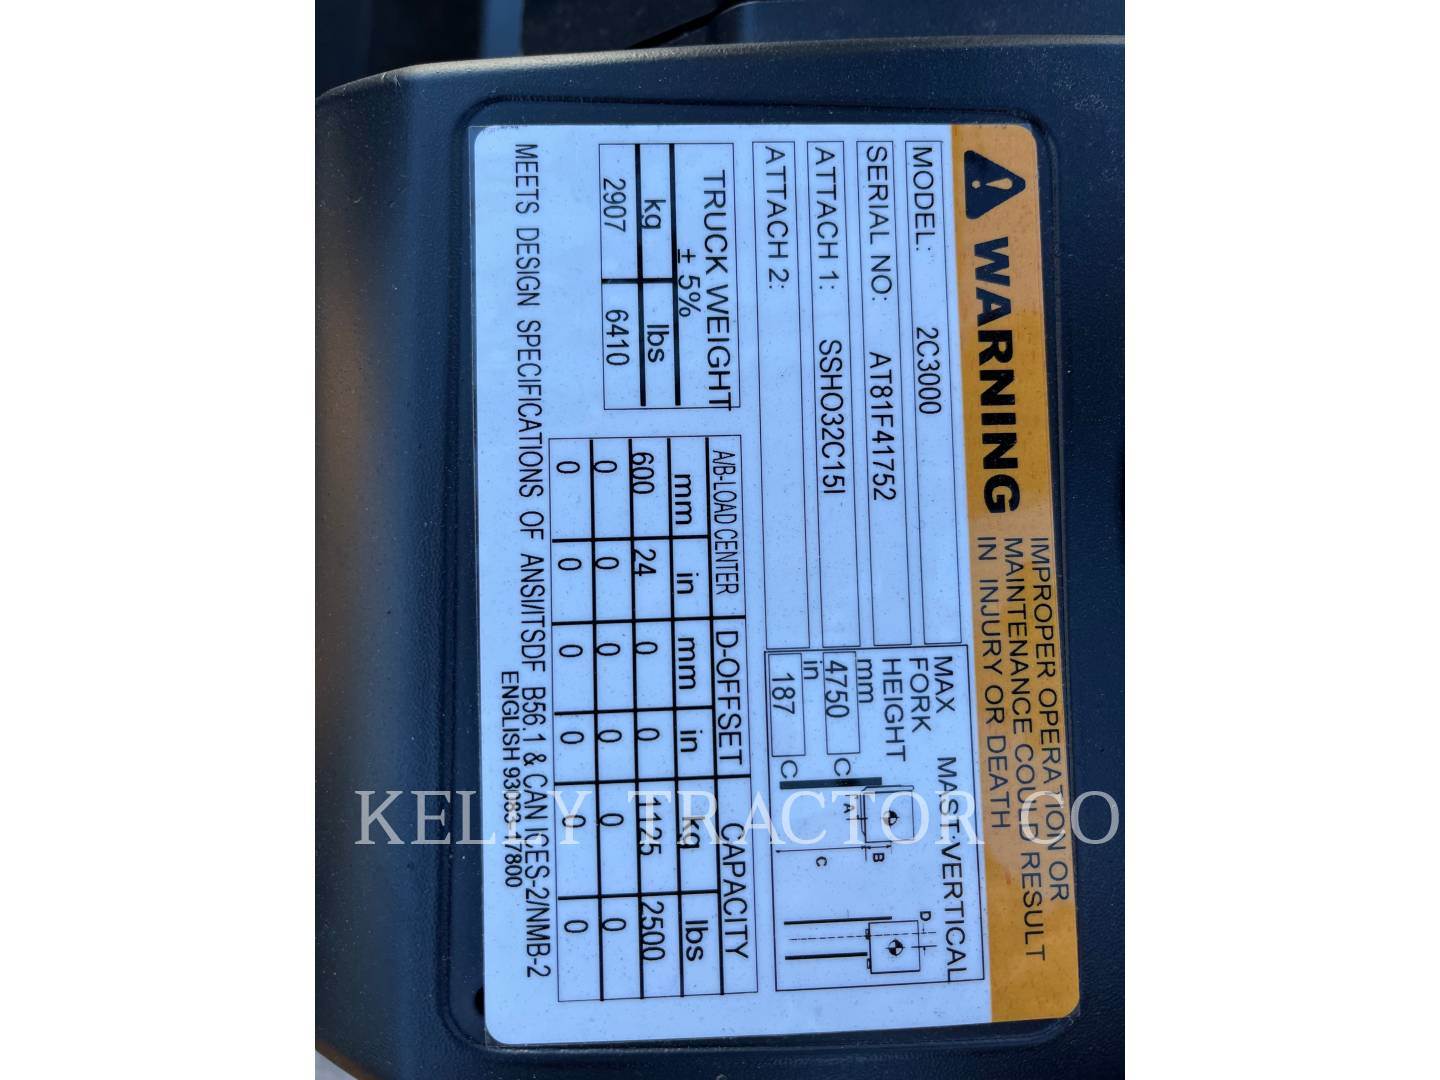 WARNING
IMPROPER OPERATION OR
MAINTENANCE COULD RESULT
IN INJURY OR DEATH
MODEL: 2C3000
SERIAL NO: AT81F41752
ATTACH 1: SSHO32C15I
ATTACH 2:
MAX MAST:VERTICAL
FORK
HEIGHT
mm
4750 C
in
187 C
A
B
C
D
TRUCK WEIGHT
± 5%
kg lbs
2907 6410
A/B-LOAD CENTER D-OFFSET CAPACITY
mm in mm in kg lbs
600 24 0 0 1125 2500
0 0 0 0 0 0
0 0 0 0 0 0
MEETS DESIGN SPECIFICATIONS OF ANSI/ITSDF B56.1 & CAN ICES-2/NMB-2
ENGLISH 93083-17800
KELLY TRACTOR CO